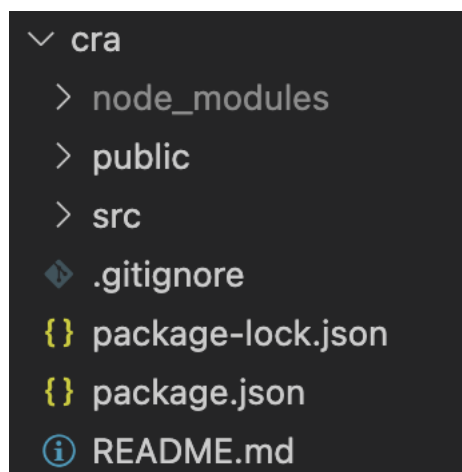 cra
node_modules
public
src
.gitignore
package-lock.json
package.json
README.md